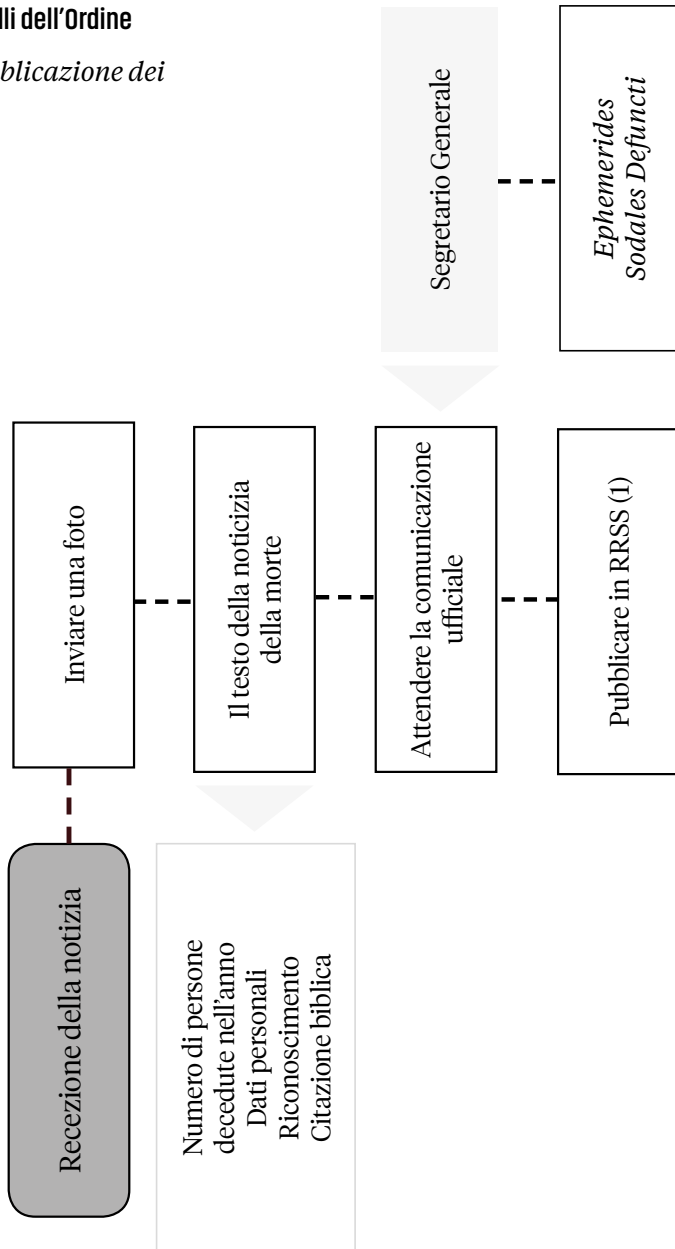 lli dell’Ordine
blicazione dei
Recezione della notizia
Inviare una foto
Il testo della noticizia
della morte
Numero di persone
decedute nell'anno
Dati personali
Riconoscimento
Citazione biblica
Attendere la comunicazione
ufficiale
Segretario Generale
Pubblicare in RRSS (1)
Ephemerides
Sodales Defuncti